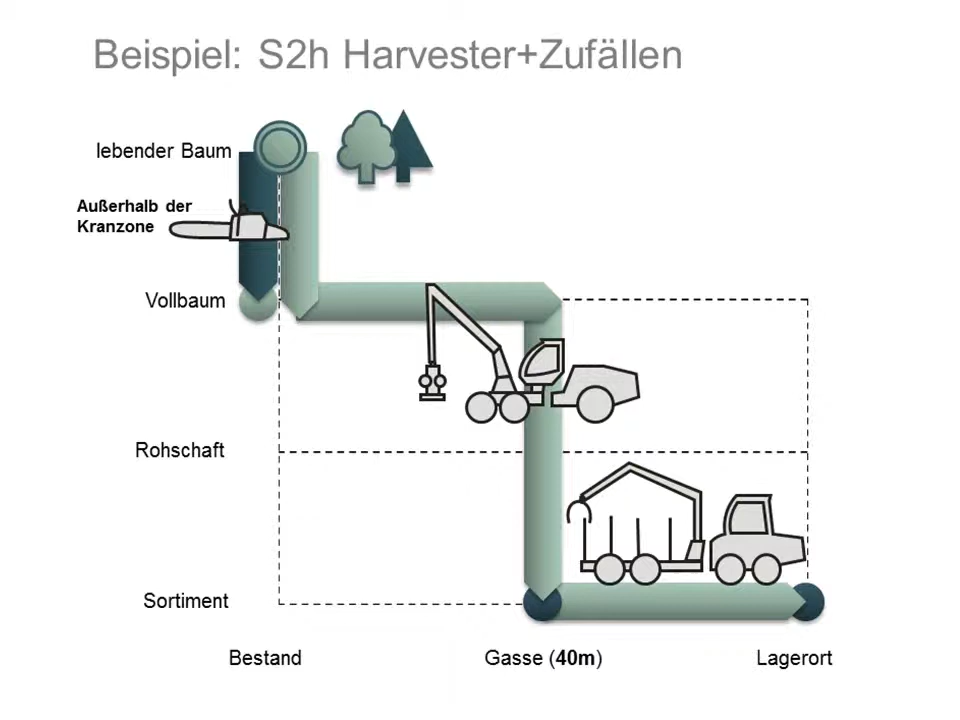 Beispiel: S2h Harvester+Zufällen
lebender Baum
Außerhalb der
Kranzone
Vollbaum
Rohschaft
Sortiment
Bestand
Gasse (40m)
Lagerort